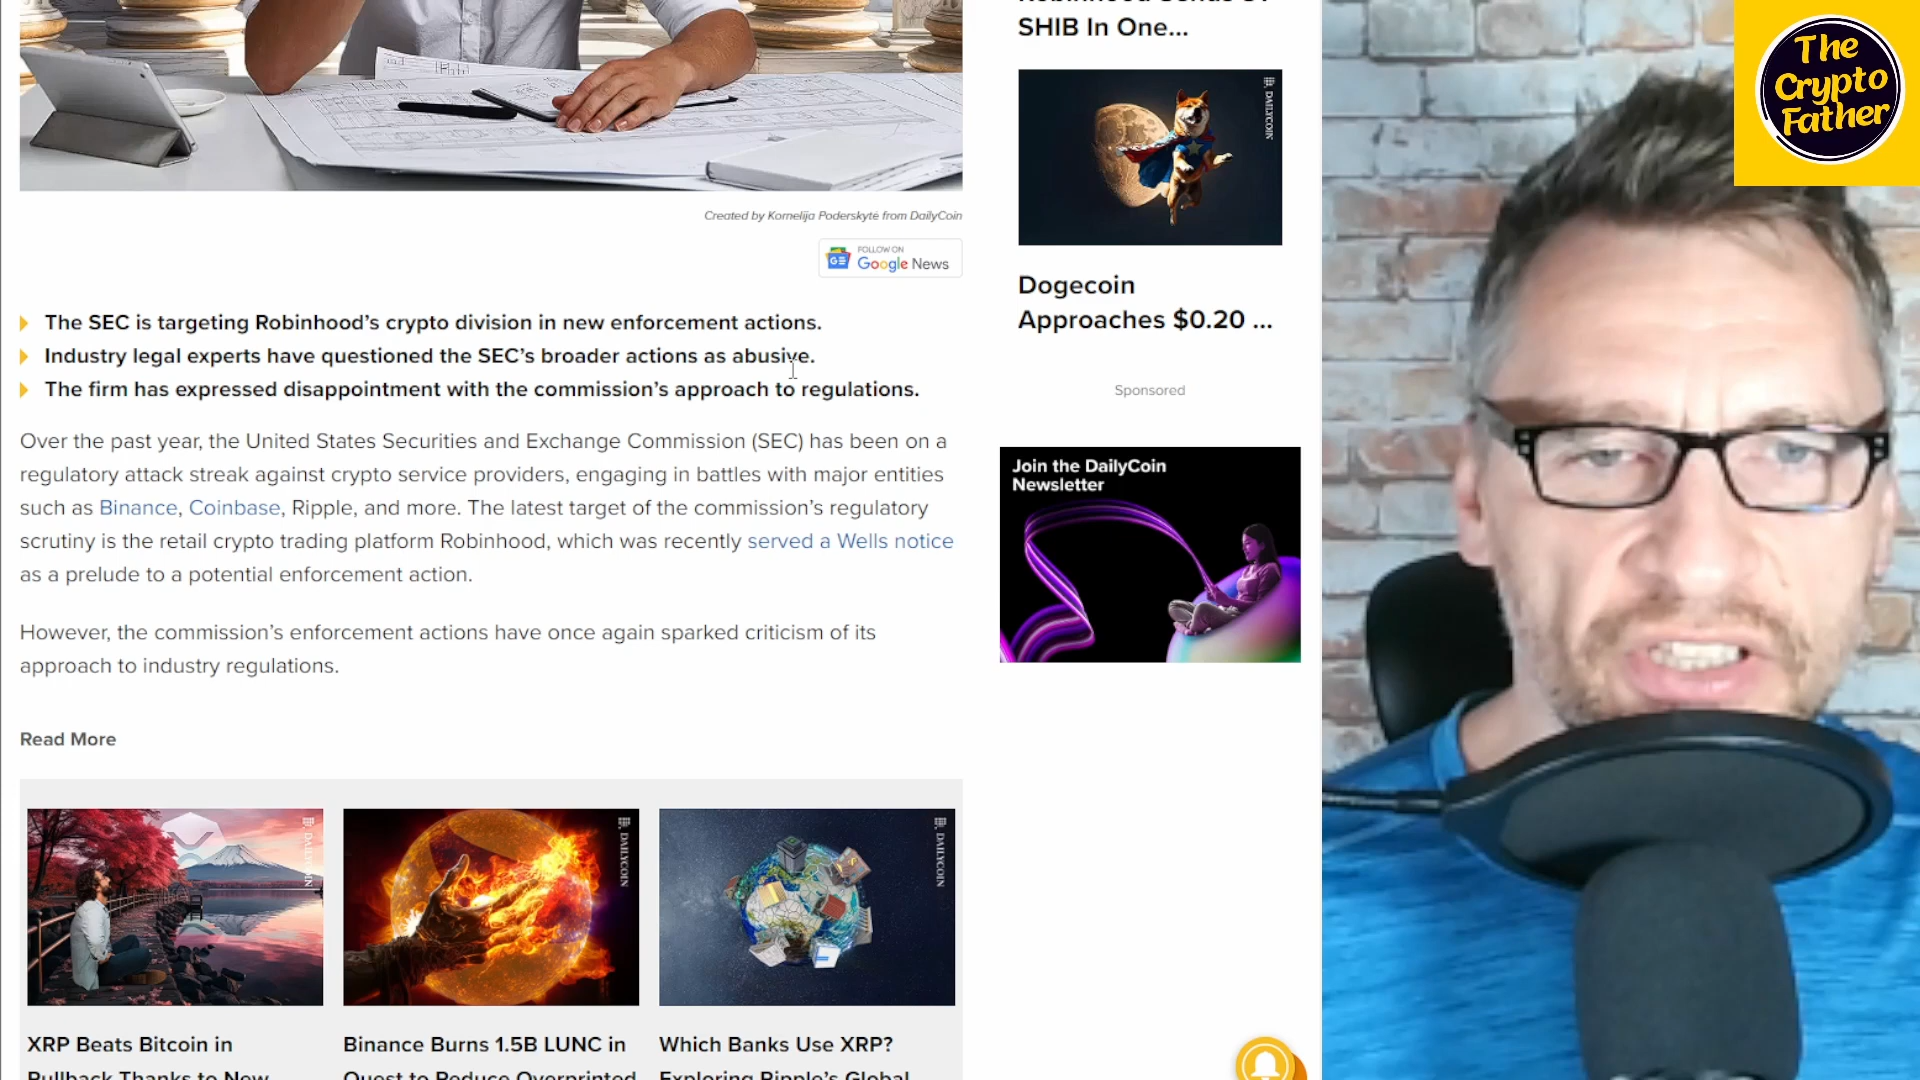 SHIB In One...
The
Crypto
Father
DAILYCOIN
Created by Kornelija Poderskytė from DailyCoin
FOLLOW ON
Google News
GE
The SEC is targeting Robinhood's crypto division in new enforcement actions.
Industry legal experts have questioned the SEC's broader actions as abusive.
The firm has expressed disappointment with the commission's approach to regulations.
Over the past year, the United States Securities and Exchange Commission (SEC) has been on a
regulatory attack streak against crypto service providers, engaging in battles with major entities
such as Binance, Coinbase, Ripple, and more. The latest target of the commission's regulatory
scrutiny is the retail crypto trading platform Robinhood, which was recently served a Wells notice
as a prelude to a potential enforcement action.
However, the commission's enforcement actions have once again sparked criticism of its
approach to industry regulations.
Dogecoin
Approaches $0.20 ...
Sponsored
Join the DailyCoin
Newsletter
Read More
DAILYCOIN
DAILYCOIN
DAILYCOIN
XRP Beats Bitcoin in
Pullback Thanks to New
Binance Burns 1.5B LUNC in
Quest to Reduce Overprinted
Which Banks Use XRP?
Exploring Ripple's Global